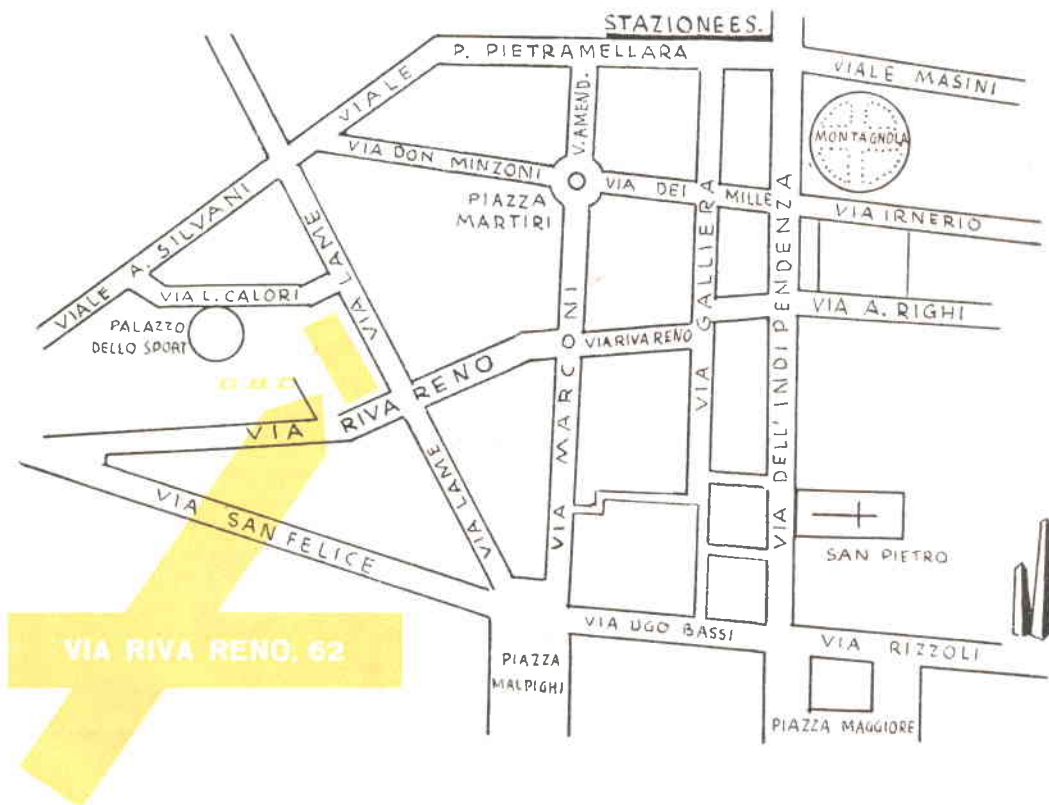 STAZIONE ES.
P. PIETRAMELLARA
VIALE
VIALE MASINI
V. AMEND.
MONTAGNOLA
VIA DON MINZONI
PIAZZA
MARTIRI
VIA DEI MILLE
VIA IRNERIO
VIALE A. SILVANI
VIA L. CALORI
VIA LAME
VIA GALLIERA
VIA DELL'INDIPENDENZA
VIA A. RIGHI
PALAZZO
DELLO SPORT
VIA RIVA RENO
VIA RIVA RENO
VIA MARCONI
VIA LAME
VIA SAN FELICE
SAN PIETRO
VIA RIVA RENO, 62
VIA UGO BASSI
VIA RIZZOLI
PIAZZA
MALPIGHI
PIAZZA MAGGIORE